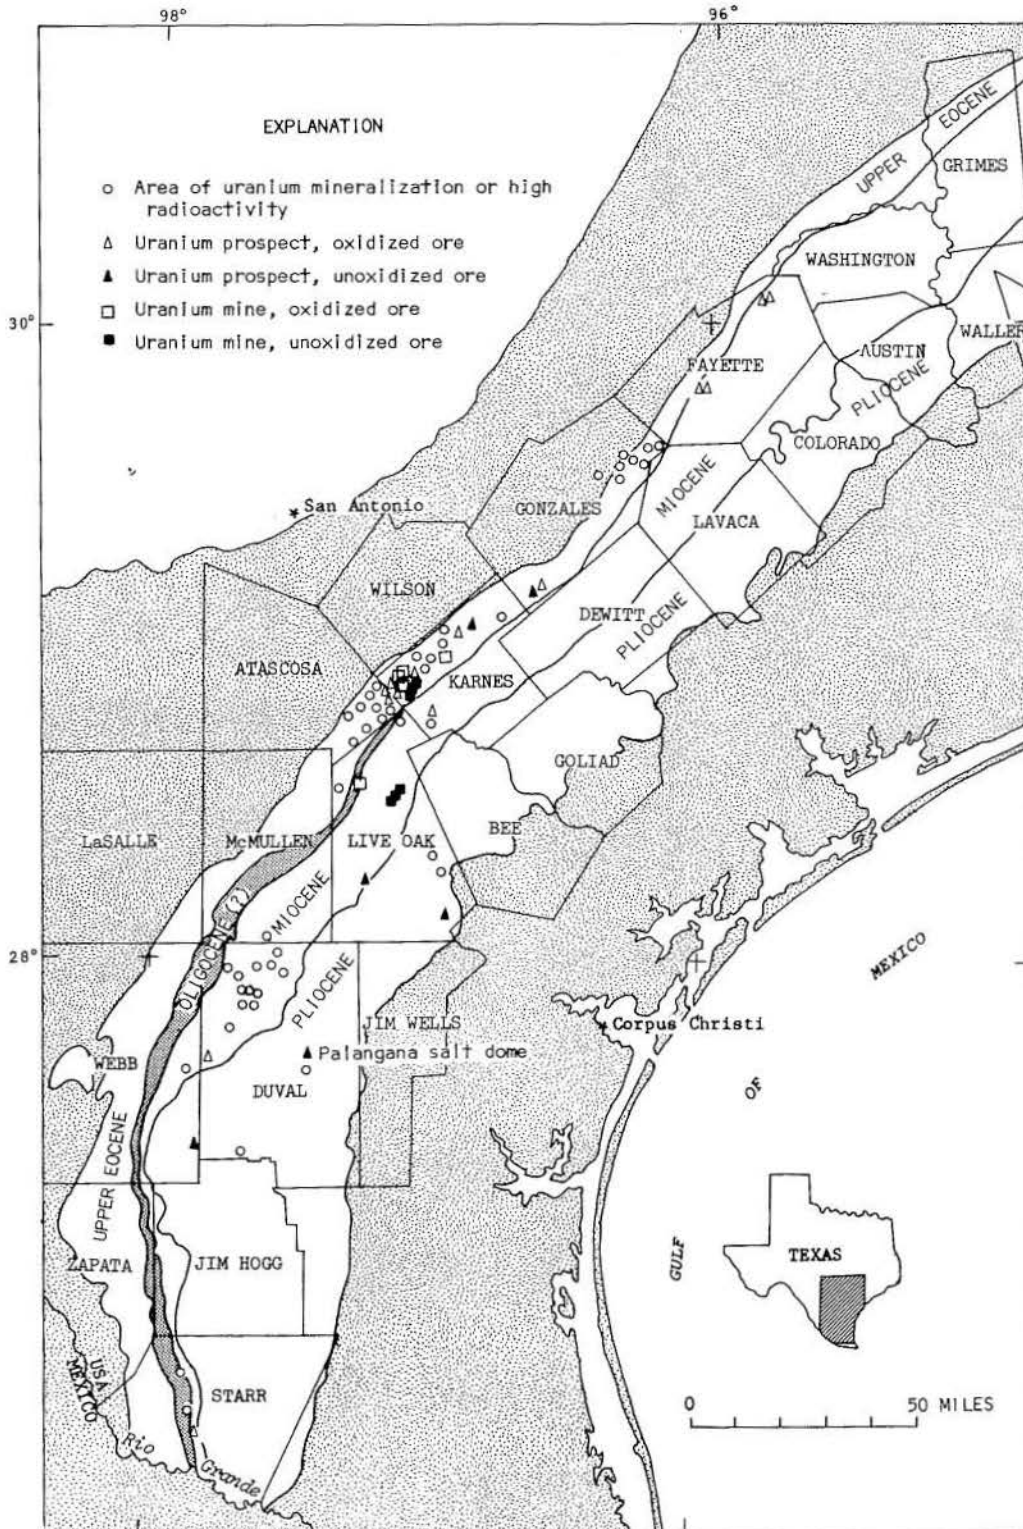 98°
96°
EXPLANATION
Area of uranium mineralization or high
radioactivity
Uranium prospect, oxidized ore
Uranium prospect, unoxidized ore
Uranium mine, oxidized ore
Uranium mine, unoxidized ore
UPPER EOCENE
GRIMES
WASHINGTON
30°
WALLER
AUSTIN
FAYETTE
PLIOCENE
COLORADO
MIOCENE
San Antonio
GONZALES
LAVACA
WILSON
DEWITT
PLIOCENE
ATASCOSA
KARNES
GOLIAD
BEE
LaSALLE
McMULLEN
LIVE OAK
MIOCENE
OLIGOCENE(?)
28°
PLIOCENE
JIM WELLS
Corpus Christi
GULF OF MEXICO
Palangana salt dome
WEBB
DUVAL
UPPER EOCENE
ZAPATA
JIM HOGG
TEXAS
USA
MEXICO
STARR
Rio Grande
0 50 MILES